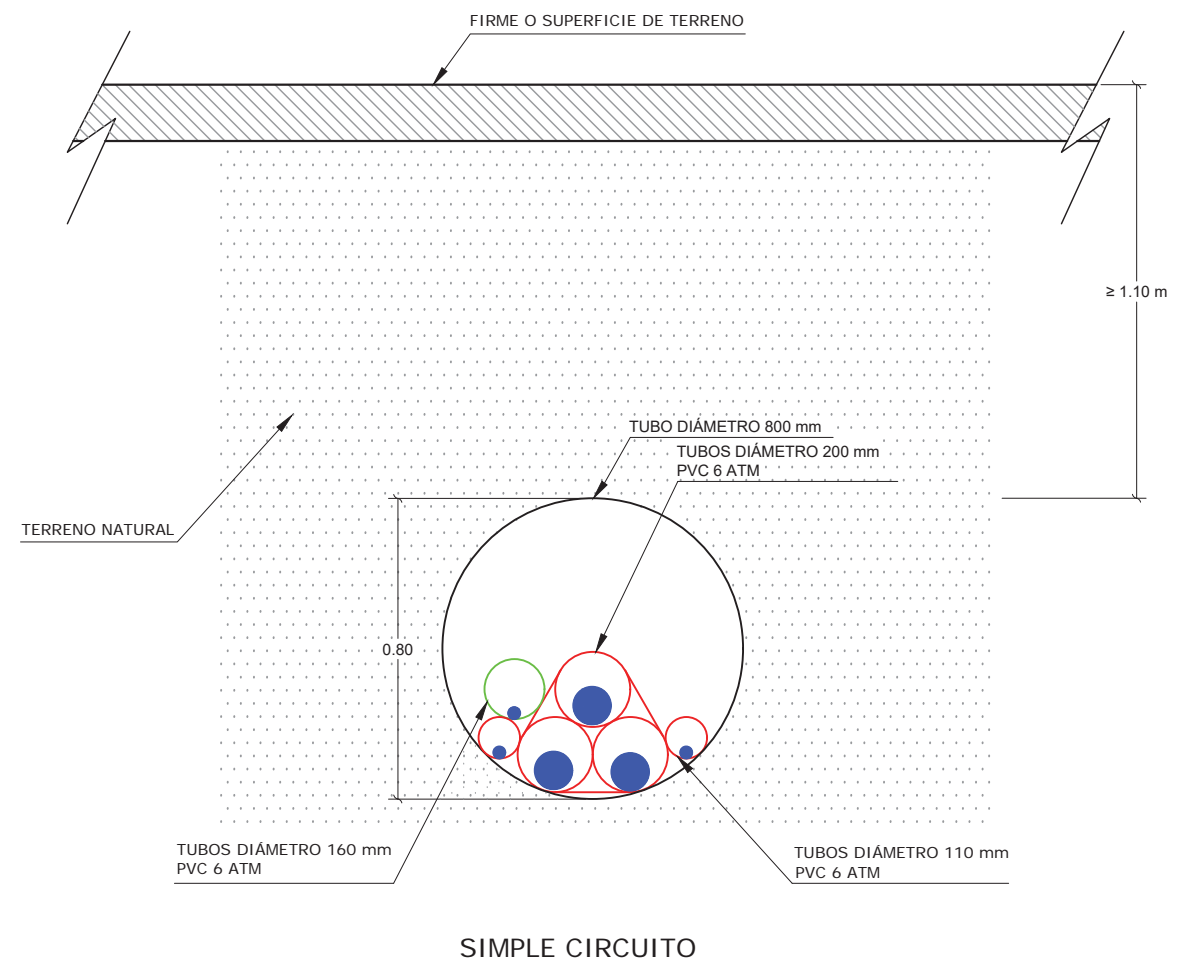 FIRME O SUPERFICIE DE TERRENO
≥ 1.10 m
TUBO DIÁMETRO 800 mm
TUBOS DIÁMETRO 200 mm
PVC 6 ATM
TERRENO NATURAL
0.80
TUBOS DIÁMETRO 160 mm
PVC 6 ATM
TUBOS DIÁMETRO 110 mm
PVC 6 ATM
SIMPLE CIRCUITO